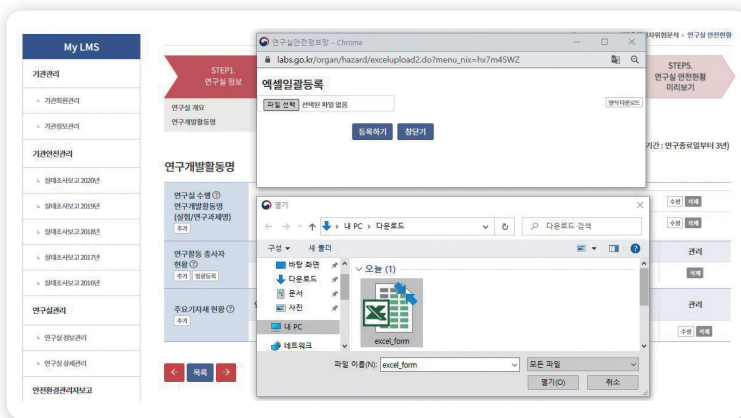 My LMS
기관관리
기관회원관리
기관정보관리
기관안전관리
실태조사보고 2020년
실태조사보고 2019년
실태조사보고 2018년
실태조사보고 2017년
실태조사보고 2016년
연구실관리
연구실 정보관리
연구실 상세관리
안전환경관리자보고
자위험분석 > 연구실 안전현황
STEP1.
연구실 정보
STEP5.
연구실 안전현황
미리보기
연구실 개요
연구개발활동명
기간 : 연구종료일부터 3년)
연구개발활동명
연구실 수행 ?
연구개발활동명
(실험/연구과제명)
추가
수정 삭제
수정 삭제
연구활동 종사자
현황 ?
추가 일괄등록
관리
삭제
주요기자재 현황 ?
추가
관리
수정 삭제
← 목록 →
연구실안전정보망 - Chrome
labs.go.kr/organ/hazard/excelupload2.do?menu_nix=hx7m45WZ
엑셀일괄등록
파일 선택 선택된 파일 없음
양식다운로드
등록하기 창닫기
열기
내 PC > 다운로드
다운로드 검색
구성 새 폴더
바탕 화면
다운로드
문서
사진
내 PC
네트워크
오늘 (1)
excel_form
파일 이름(N): excel_form
모든 파일
열기(O) 취소